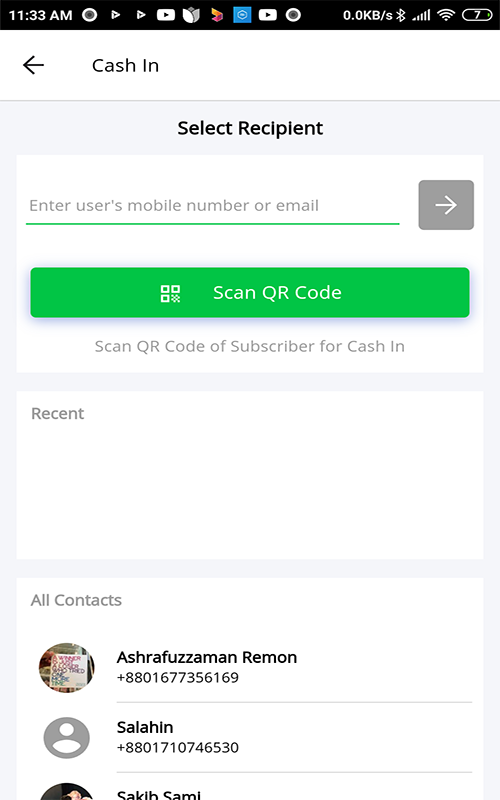 11:33 AM 0.0KB/s 7
Cash In
Select Recipient
Enter user's mobile number or email
Scan QR Code
Scan QR Code of Subscriber for Cash In
Recent
All Contacts
Ashrafuzzaman Remon
+8801677356169
Salahin
+8801710746530
Sakib Sami